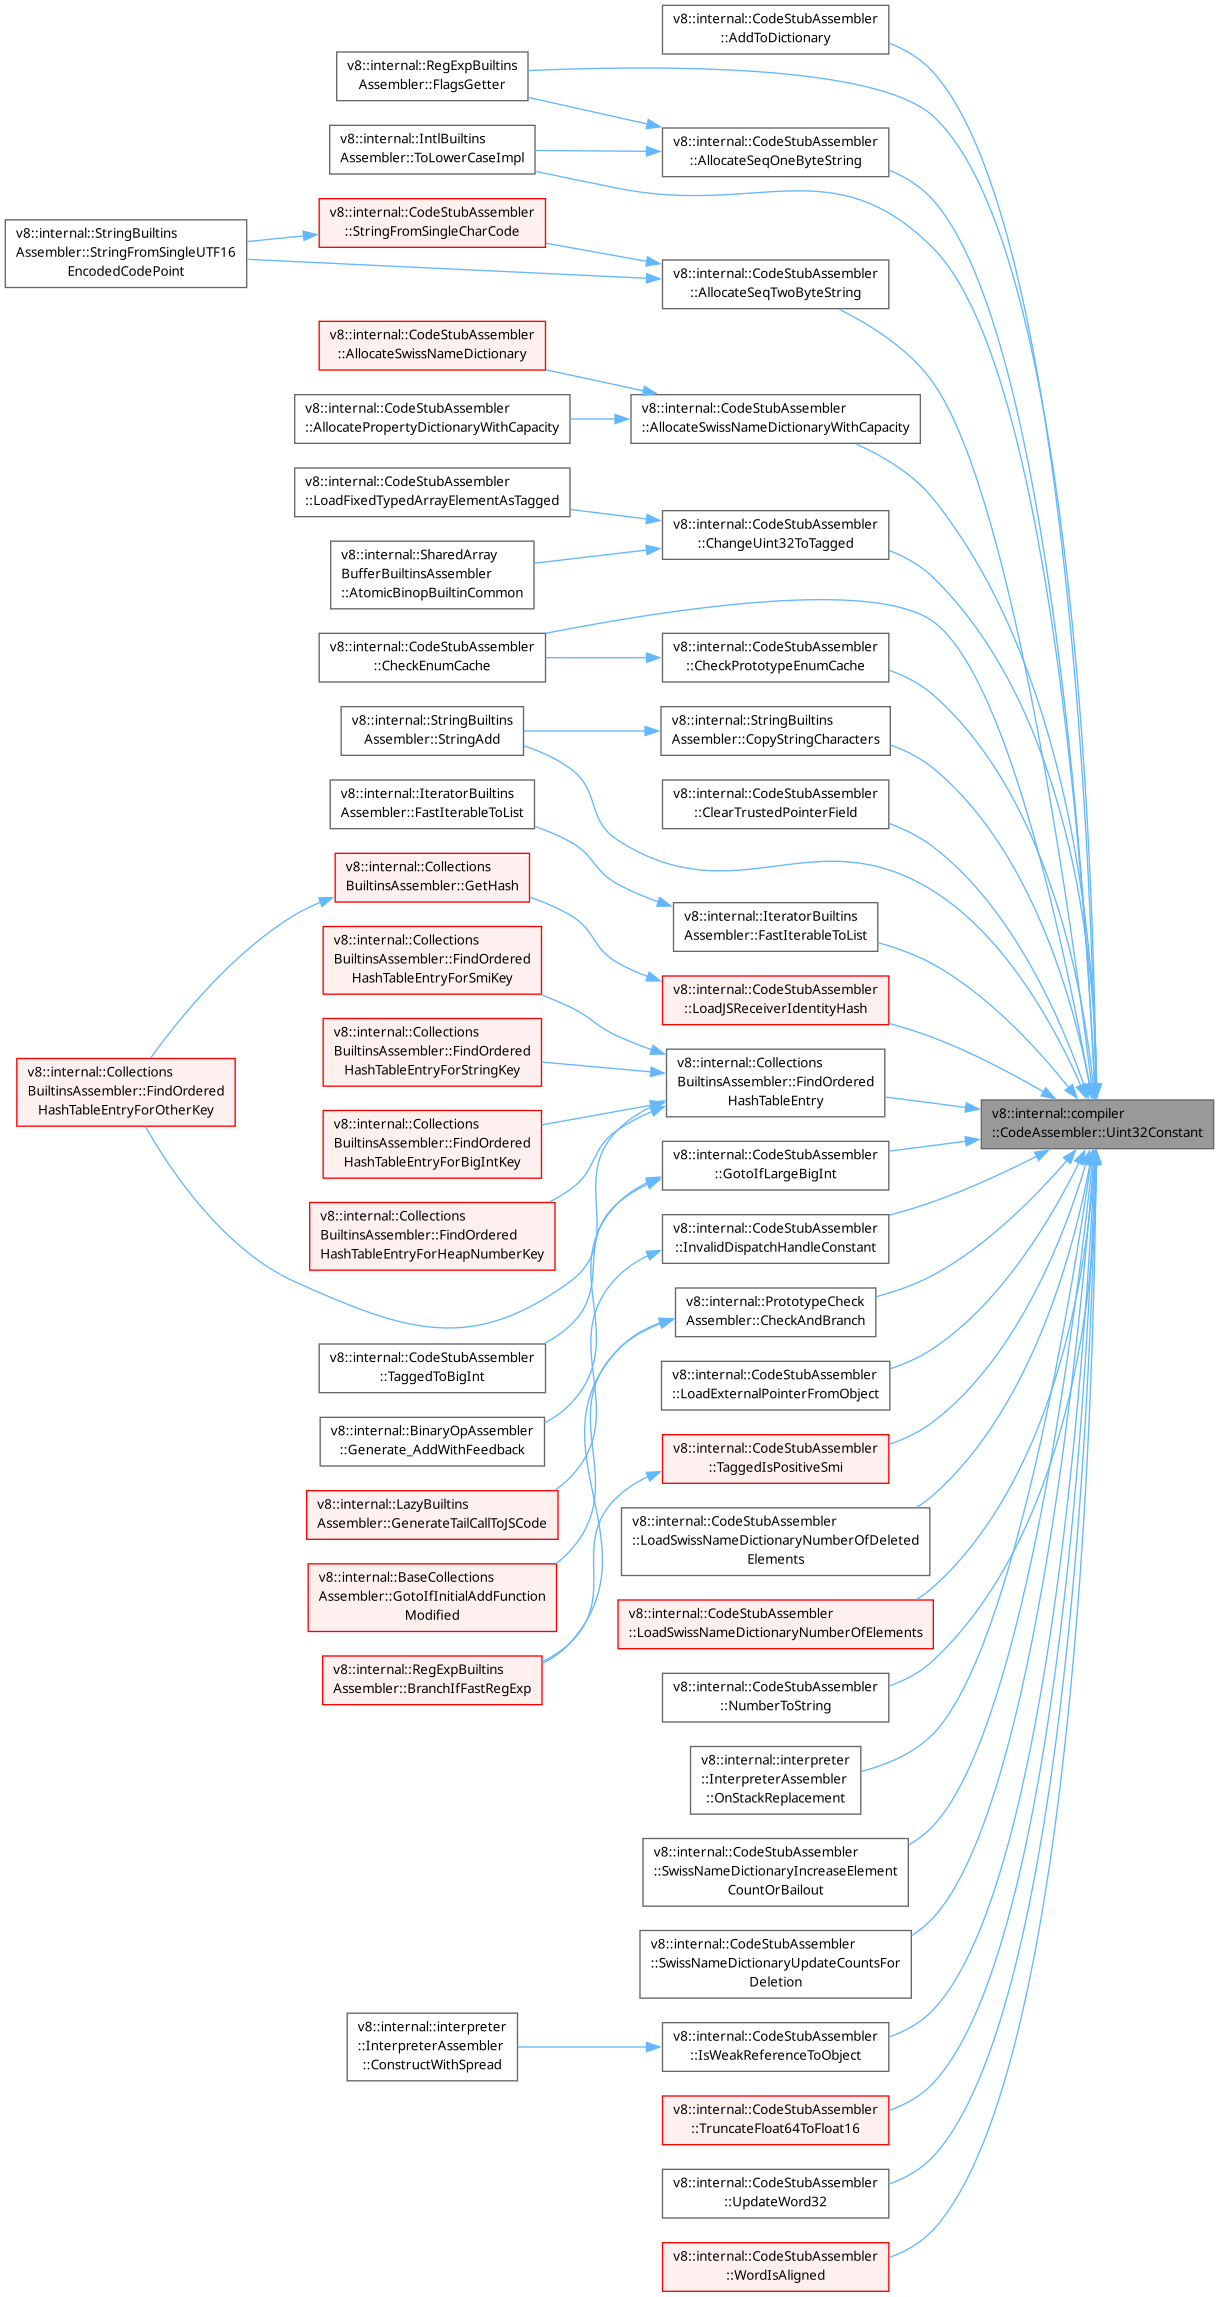 v8::internal::CodeStubAssembler
::AddToDictionary
v8::internal::RegExpBuiltins
Assembler::FlagsGetter
v8::internal::IntlBuiltins
Assembler::ToLowerCaseImpl
v8::internal::CodeStubAssembler
::AllocateSeqOneByteString
v8::internal::CodeStubAssembler
::StringFromSingleCharCode
v8::internal::StringBuiltins
Assembler::StringFromSingleUTF16
EncodedCodePoint
v8::internal::CodeStubAssembler
::AllocateSeqTwoByteString
v8::internal::CodeStubAssembler
::AllocateSwissNameDictionary
v8::internal::CodeStubAssembler
::AllocatePropertyDictionaryWithCapacity
v8::internal::CodeStubAssembler
::AllocateSwissNameDictionaryWithCapacity
v8::internal::CodeStubAssembler
::LoadFixedTypedArrayElementAsTagged
v8::internal::CodeStubAssembler
::ChangeUint32ToTagged
v8::internal::SharedArray
BufferBuiltinsAssembler
::AtomicBinopBuiltinCommon
v8::internal::CodeStubAssembler
::CheckEnumCache
v8::internal::CodeStubAssembler
::CheckPrototypeEnumCache
v8::internal::StringBuiltins
Assembler::StringAdd
v8::internal::StringBuiltins
Assembler::CopyStringCharacters
v8::internal::IteratorBuiltins
Assembler::FastIterableToList
v8::internal::CodeStubAssembler
::ClearTrustedPointerField
v8::internal::Collections
BuiltinsAssembler::GetHash
v8::internal::IteratorBuiltins
Assembler::FastIterableToList
v8::internal::Collections
BuiltinsAssembler::FindOrdered
HashTableEntryForSmiKey
v8::internal::CodeStubAssembler
::LoadJSReceiverIdentityHash
v8::internal::Collections
BuiltinsAssembler::FindOrdered
HashTableEntryForStringKey
v8::internal::Collections
BuiltinsAssembler::FindOrdered
HashTableEntry
v8::internal::Collections
BuiltinsAssembler::FindOrdered
HashTableEntryForOtherKey
v8::internal::compiler
::CodeAssembler::Uint32Constant
v8::internal::Collections
BuiltinsAssembler::FindOrdered
HashTableEntryForBigIntKey
v8::internal::CodeStubAssembler
::GotoIfLargeBigInt
v8::internal::Collections
BuiltinsAssembler::FindOrdered
HashTableEntryForHeapNumberKey
v8::internal::CodeStubAssembler
::InvalidDispatchHandleConstant
v8::internal::PrototypeCheck
Assembler::CheckAndBranch
v8::internal::CodeStubAssembler
::TaggedToBigInt
v8::internal::CodeStubAssembler
::LoadExternalPointerFromObject
v8::internal::BinaryOpAssembler
::Generate_AddWithFeedback
v8::internal::CodeStubAssembler
::TaggedIsPositiveSmi
v8::internal::LazyBuiltins
Assembler::GenerateTailCallToJSCode
v8::internal::CodeStubAssembler
::LoadSwissNameDictionaryNumberOfDeleted
Elements
v8::internal::BaseCollections
Assembler::GotoIfInitialAddFunction
Modified
v8::internal::CodeStubAssembler
::LoadSwissNameDictionaryNumberOfElements
v8::internal::RegExpBuiltins
Assembler::BranchIfFastRegExp
v8::internal::CodeStubAssembler
::NumberToString
v8::internal::interpreter
::InterpreterAssembler
::OnStackReplacement
v8::internal::CodeStubAssembler
::SwissNameDictionaryIncreaseElement
CountOrBailout
v8::internal::CodeStubAssembler
::SwissNameDictionaryUpdateCountsFor
Deletion
v8::internal::interpreter
::InterpreterAssembler
::ConstructWithSpread
v8::internal::CodeStubAssembler
::IsWeakReferenceToObject
v8::internal::CodeStubAssembler
::TruncateFloat64ToFloat16
v8::internal::CodeStubAssembler
::UpdateWord32
v8::internal::CodeStubAssembler
::WordIsAligned